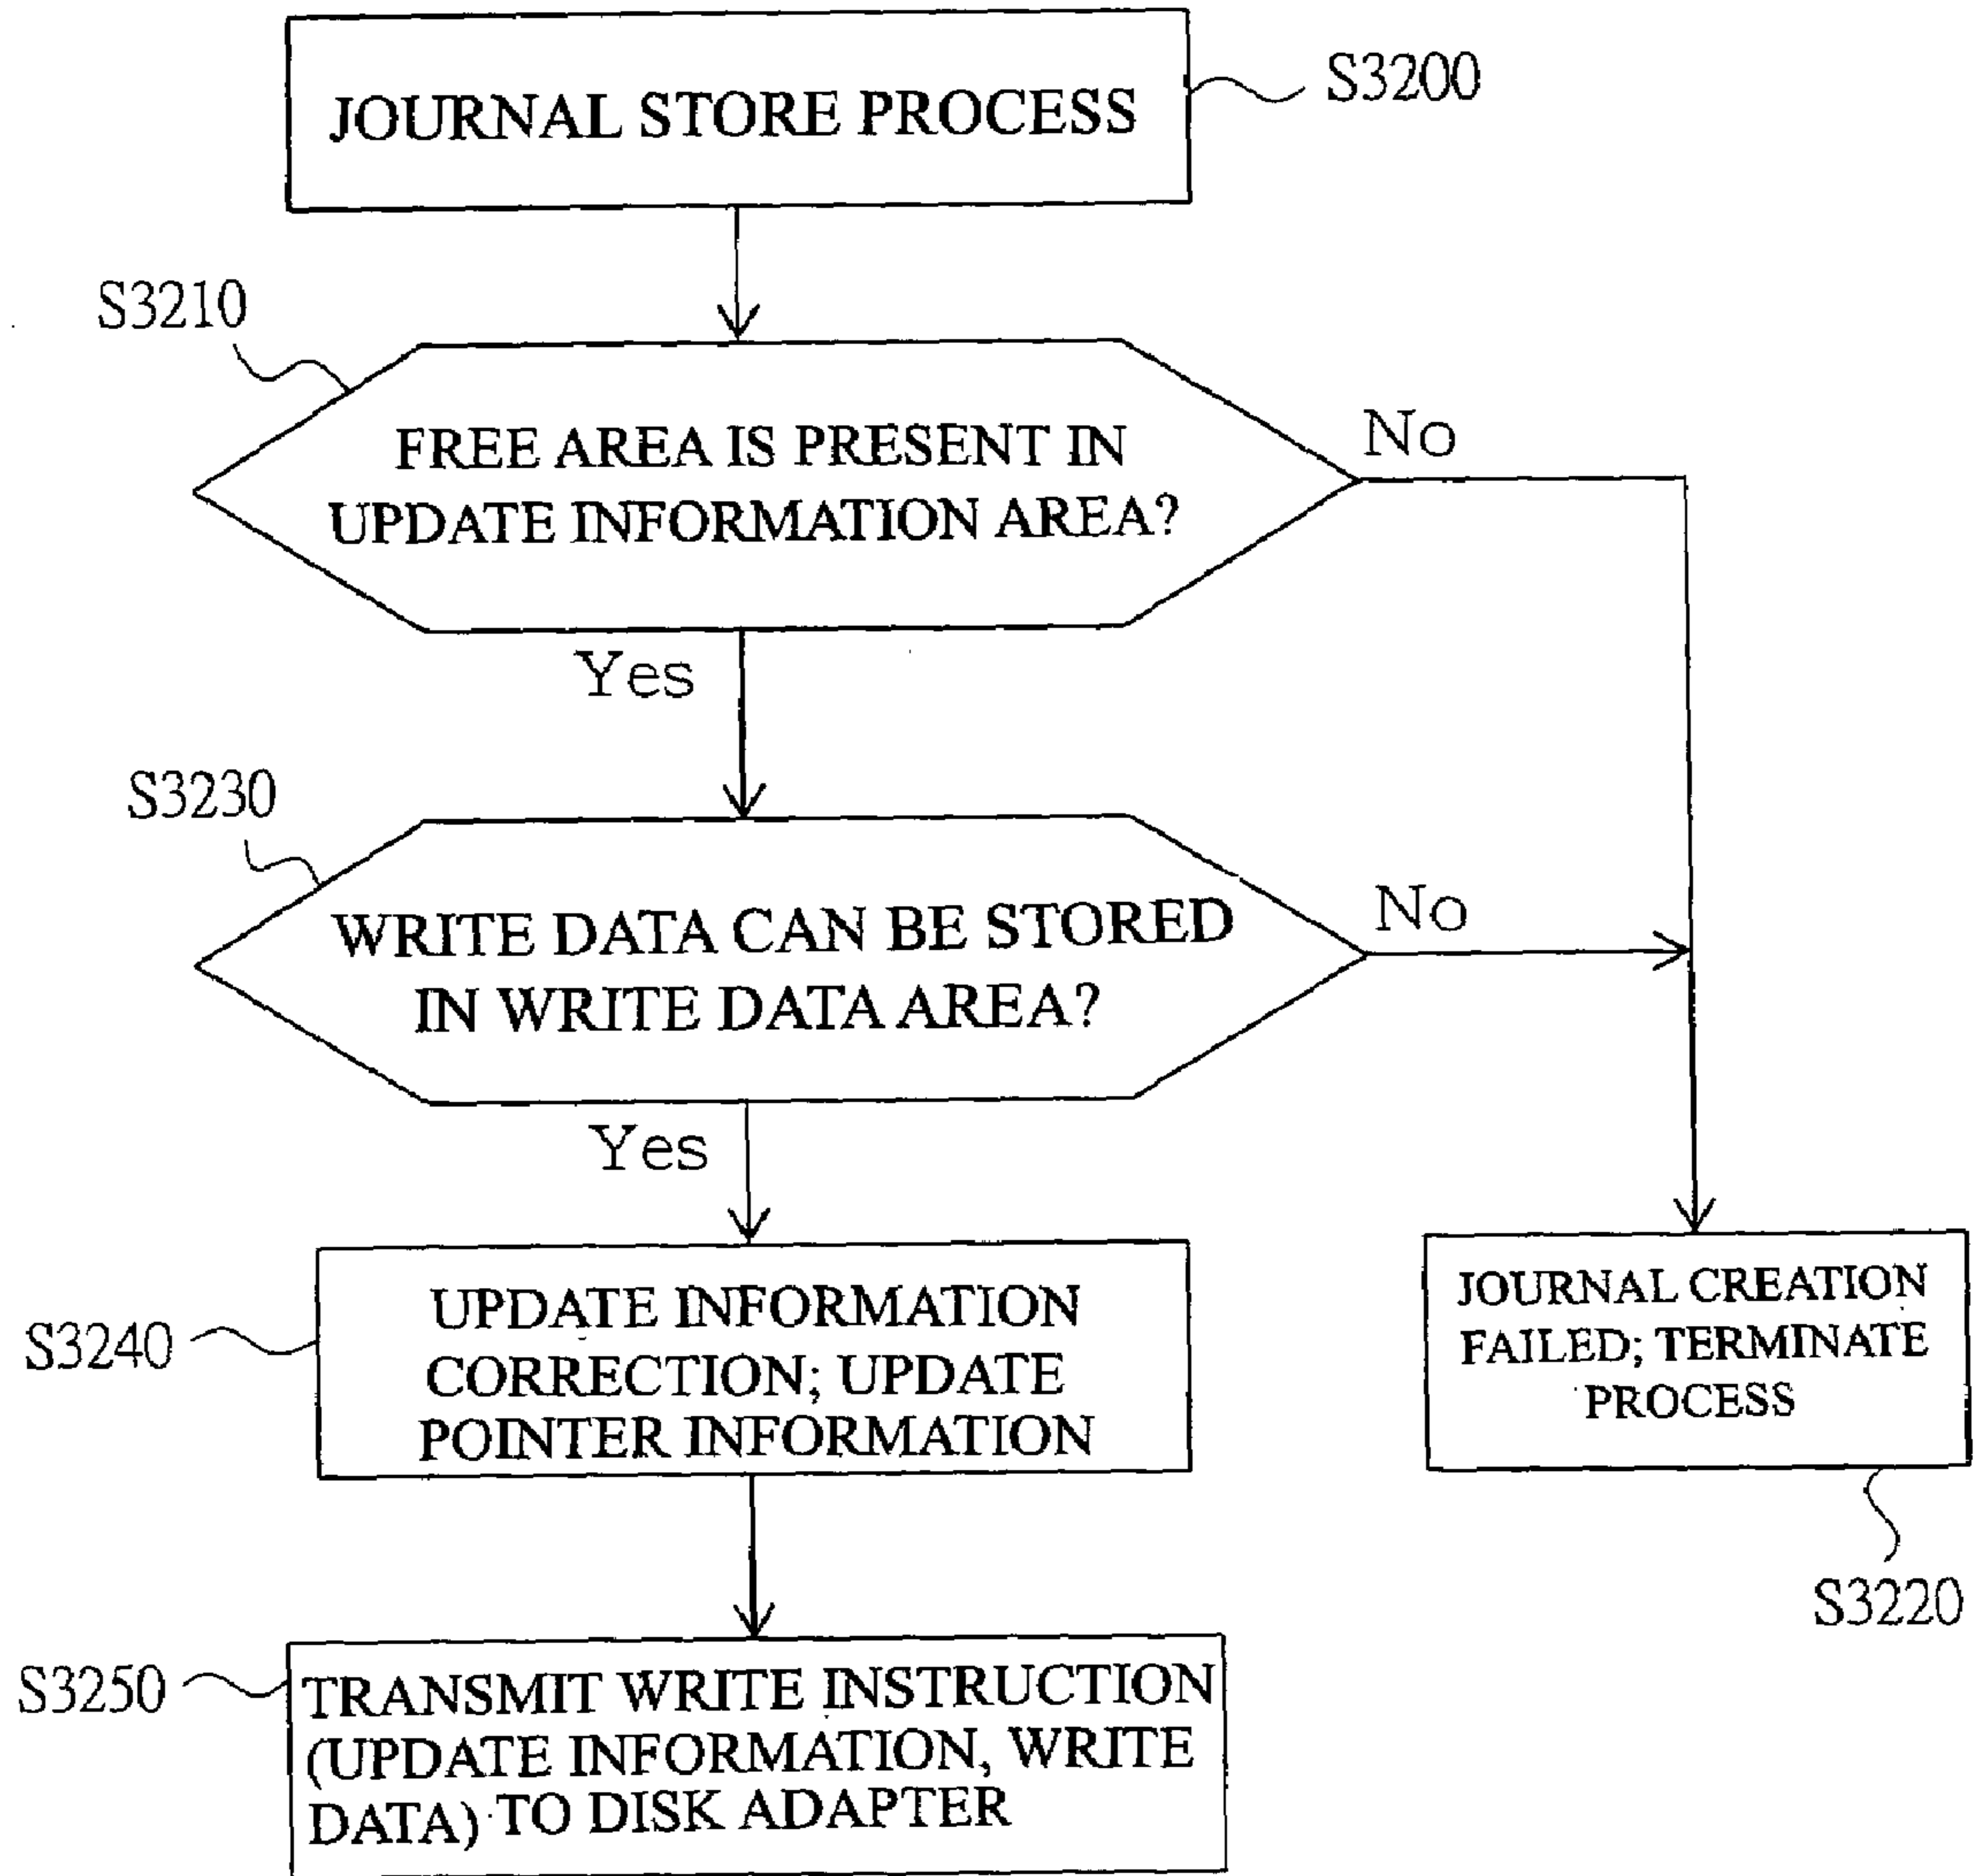 JOURNAL STORE PROCESS
S3200
S3210
FREE AREA IS PRESENT IN
UPDATE INFORMATION AREA?
No
Yes
S3230
WRITE DATA CAN BE STORED
IN WRITE DATA AREA?
No
Yes
S3240
UPDATE INFORMATION
CORRECTION; UPDATE
POINTER INFORMATION
JOURNAL CREATION
FAILED; TERMINATE
PROCESS
S3220
S3250
TRANSMIT WRITE INSTRUCTION
(UPDATE INFORMATION, WRITE
DATA) TO DISK ADAPTER